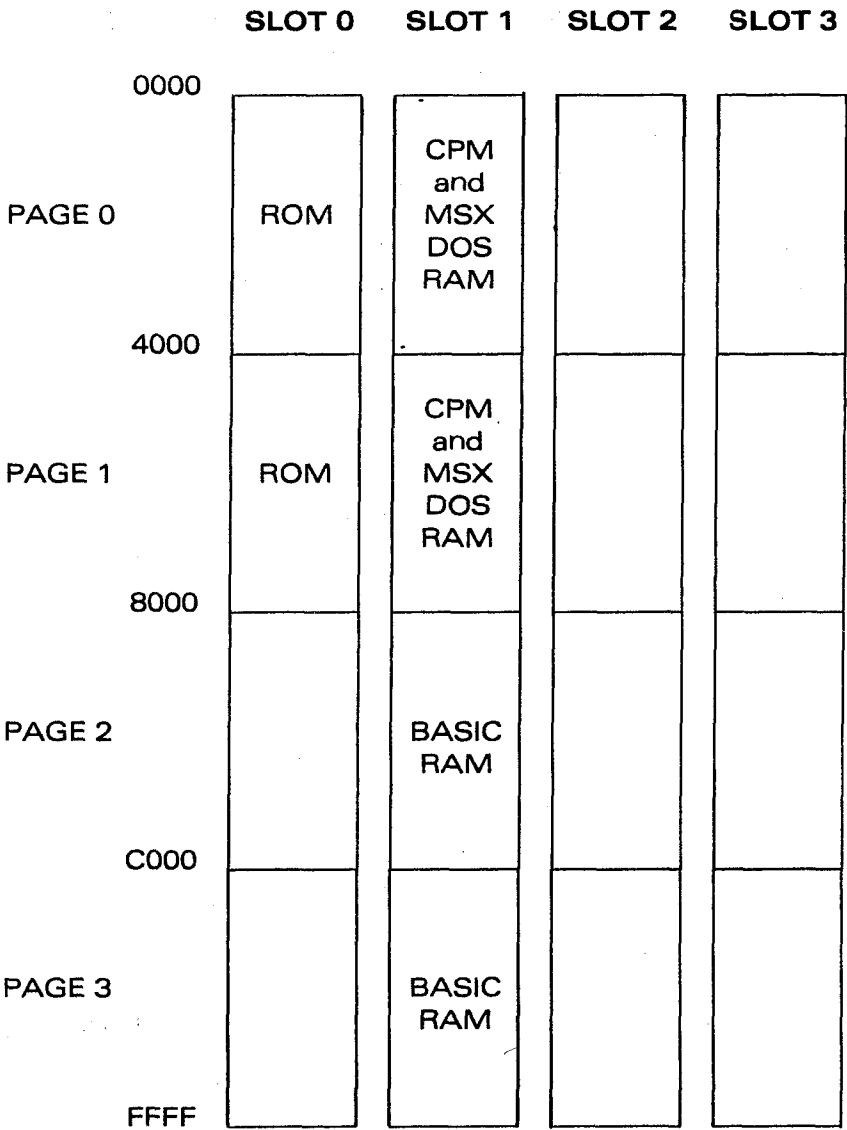 SLOT 0 SLOT 1 SLOT 2 SLOT 3
0000
PAGE 0 ROM CPM
and
MSX
DOS
RAM
4000
PAGE 1 ROM CPM
and
MSX
DOS
RAM
8000
PAGE 2 BASIC
RAM
C000
PAGE 3 BASIC
RAM
FFFF